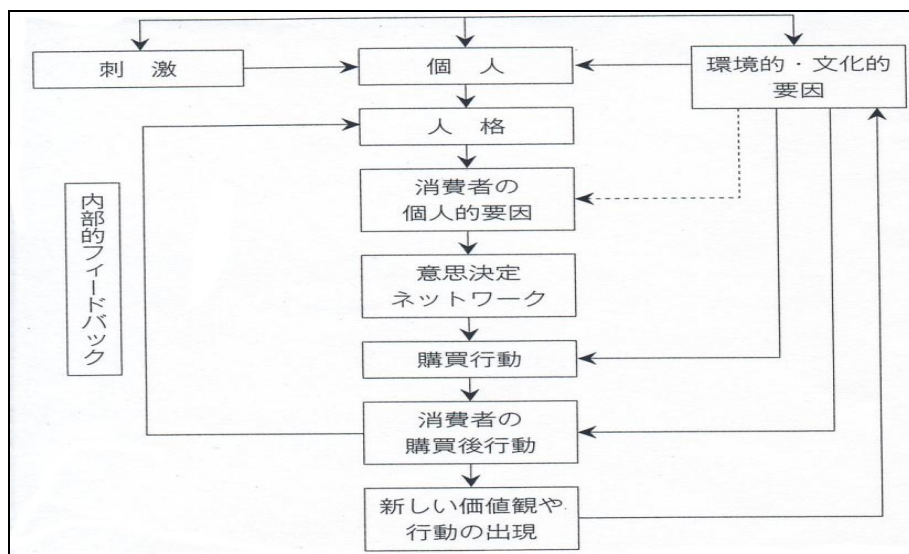 刺 激
個 人
環境的・文化的
要因
人 格
消費者の
個人的要因
内部的フィードバック
意思決定
ネットワーク
購買行動
消費者の
購買後行動
新しい価値観や
行動の出現